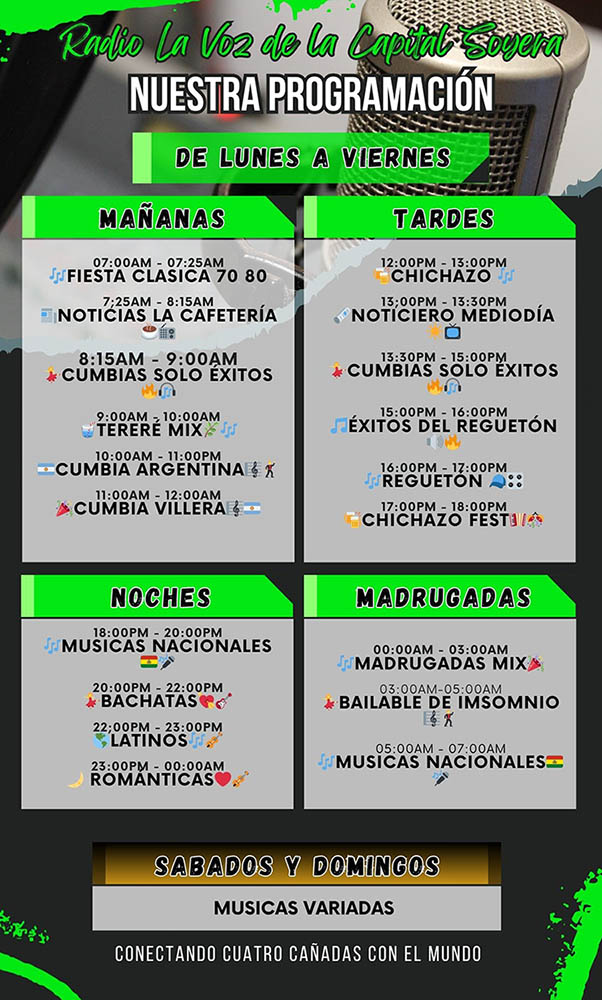 Radio La Voz de la Capital Soyera
NUESTRA PROGRAMACIÓN
DE LUNES A VIERNES
MAÑANAS
07:00AM - 07:25AM
🎶FIESTA CLASICA 70 80
7:25AM - 8:15AM
📰NOTICIAS LA CAFETERÍA
☕📻
8:15AM - 9:00AM
💃CUMBIAS SOLO ÉXITOS
🔥🎧
9:00AM - 10:00AM
🧋TERERÉ MIX🌿🎶
10:00AM - 11:00PM
🇦🇷CUMBIA ARGENTINA🎼🕺
11:00AM - 12:00AM
🎉CUMBIA VILLERA🎼🇦🇷
TARDES
12:00PM - 13:00PM
🍻CHICHAZO 🎶
13:00PM - 13:30PM
🗞️NOTICIERO MEDIODÍA
☀️📺
13:30PM - 15:00PM
💃CUMBIAS SOLO ÉXITOS
🔥🎧
15:00PM - 16:00PM
🎵ÉXITOS DEL REGUETÓN
🔊🔥
16:00PM - 17:00PM
🎶REGUETÓN 🧢🎛️
17:00PM - 18:00PM
🍻CHICHAZO FEST🪗🎊
NOCHES
18:00PM - 20:00PM
🎶MUSICAS NACIONALES
🇧🇴🎤
20:00PM - 22:00PM
💃BACHATAS💘🎸
22:00PM - 23:00PM
🌎LATINOS🎶🎻
23:00PM - 00:00AM
🌙ROMÁNTICAS❤️🎻
MADRUGADAS
00:00AM - 03:00AM
🎶MADRUGADAS MIX🎉
03:00AM-05:00AM
💃BAILABLE DE IMSOMNIO
🎼🕺
05:00AM - 07:00AM
🎶MUSICAS NACIONALES🇧🇴
🎤
SABADOS Y DOMINGOS
MUSICAS VARIADAS
CONECTANDO CUATRO CAÑADAS CON EL MUNDO